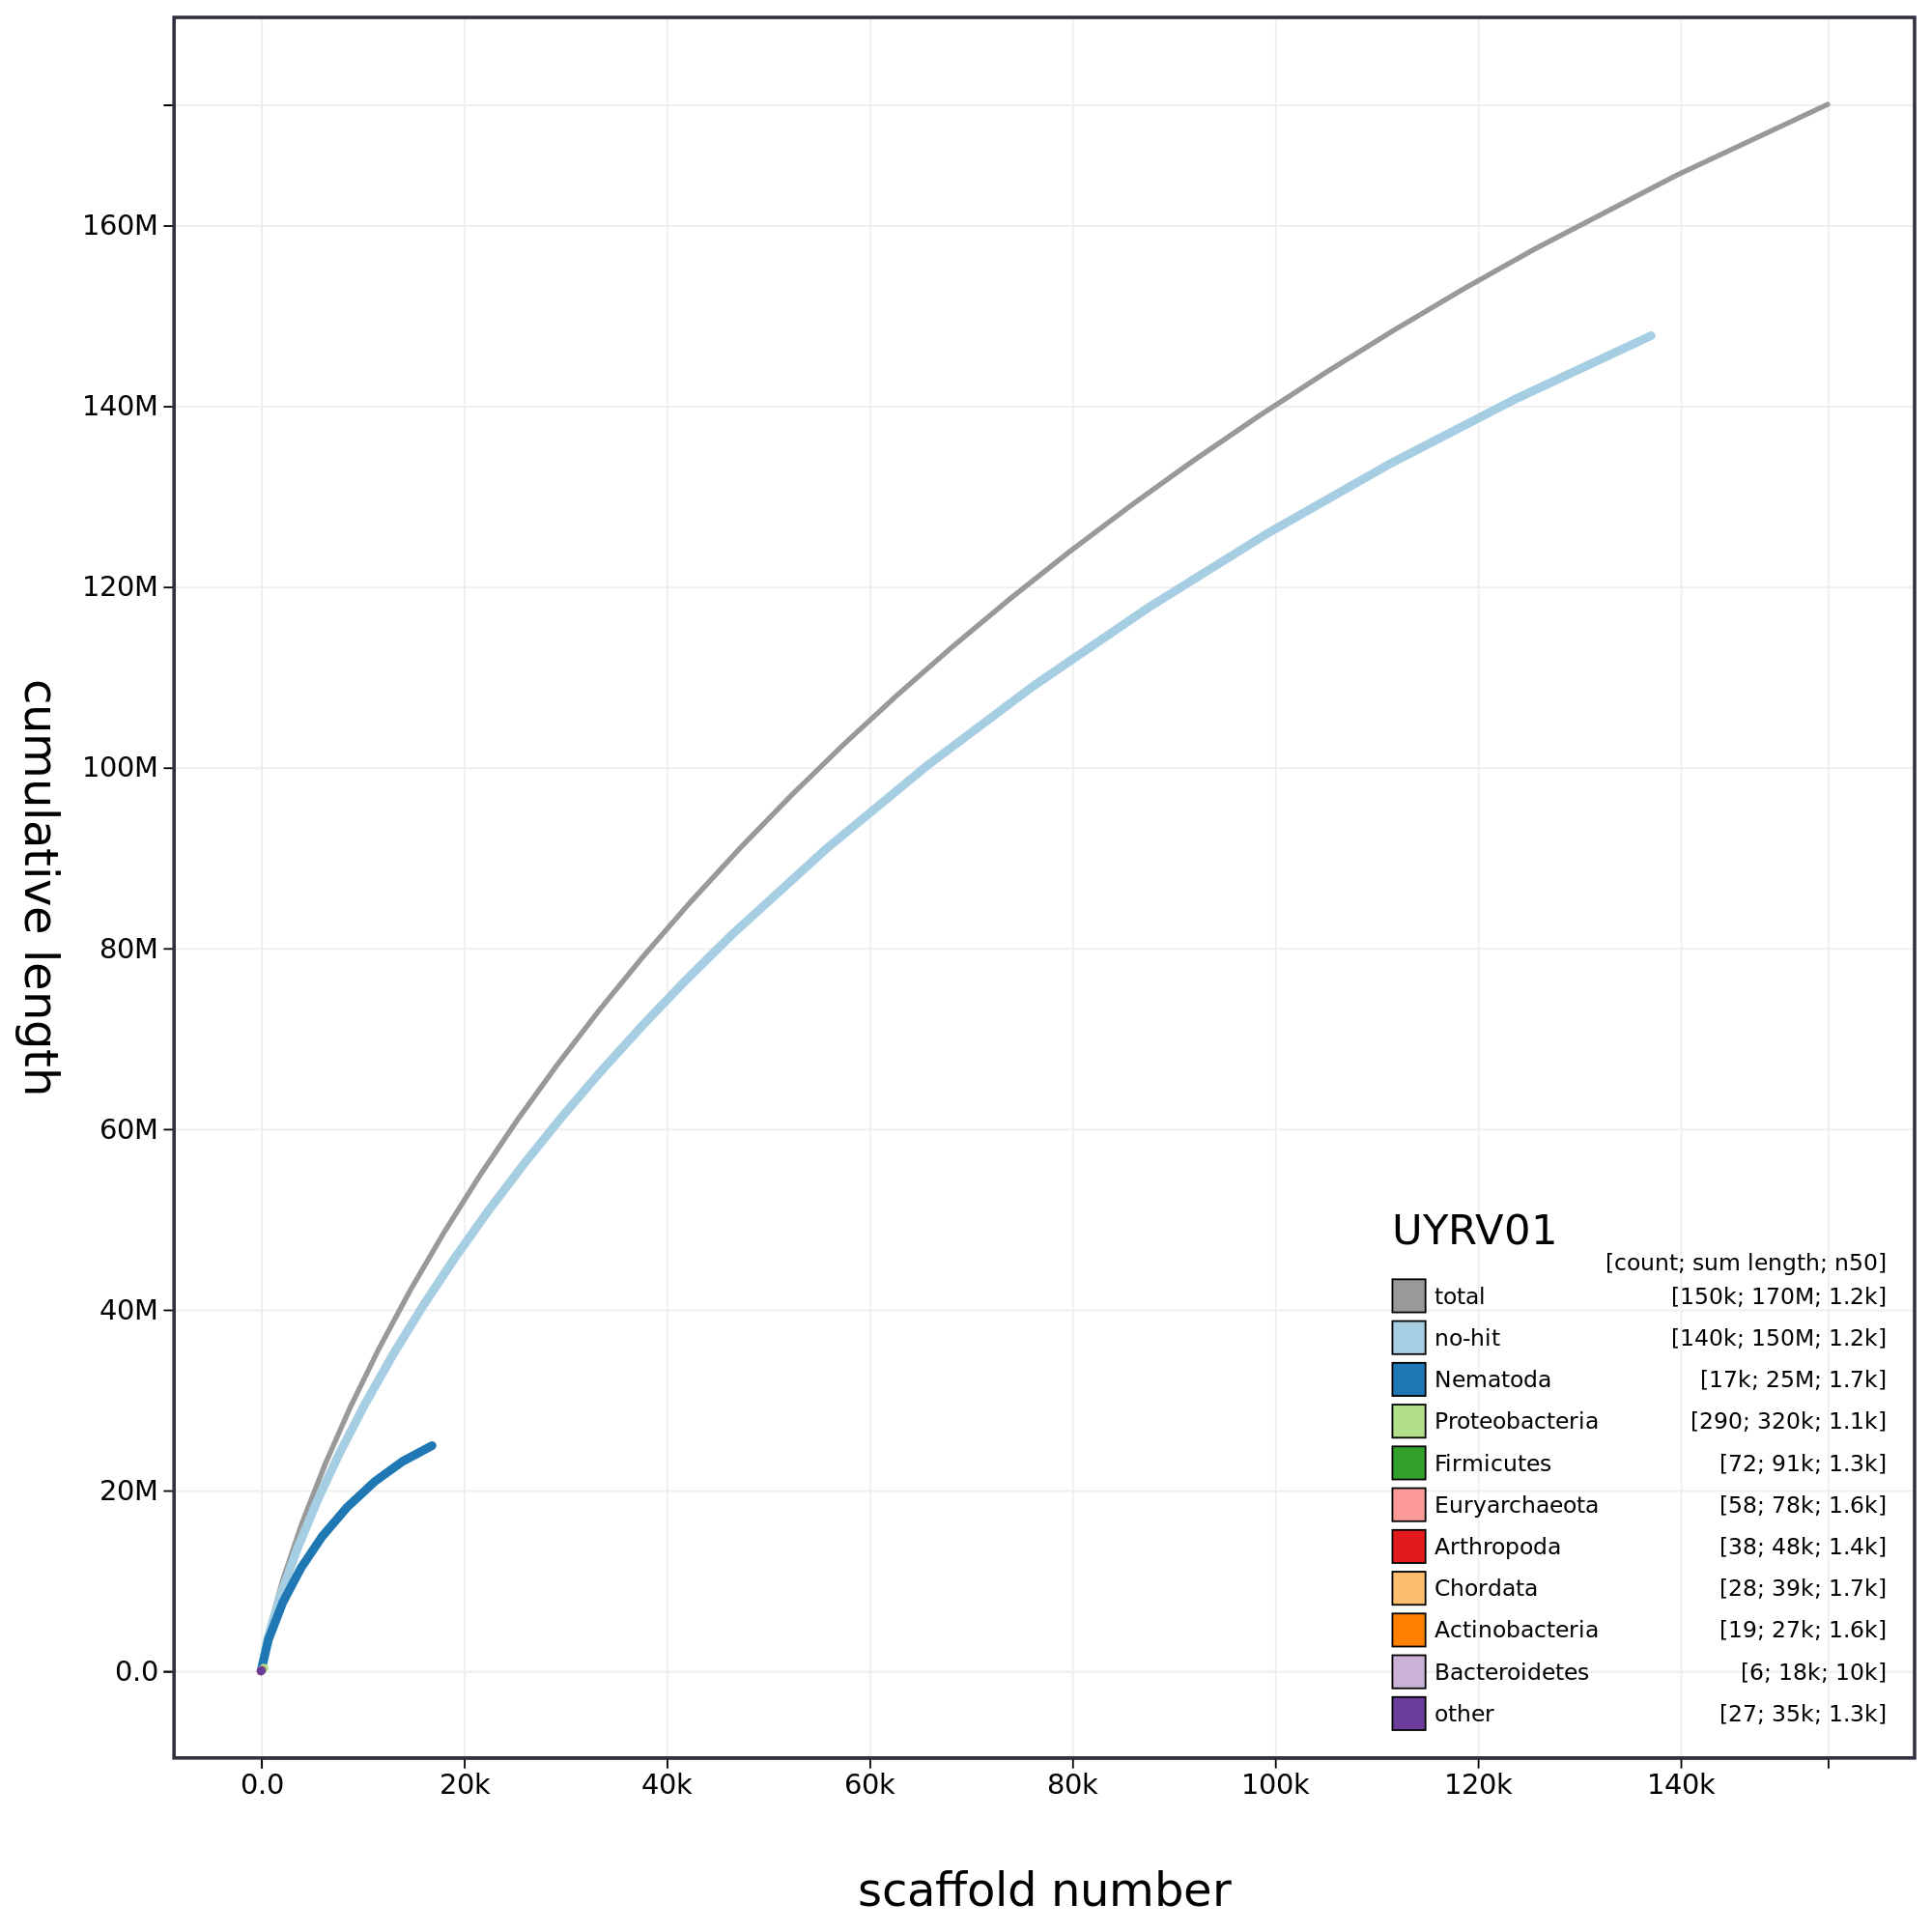 160M
140M
120M
100M
80M
60M
40M
20M
0.0
cumulative length
0.0 20k 40k 60k 80k 100k 120k 140k
scaffold number
UYRV01
[count; sum length; n50]
total [150k; 170M; 1.2k]
no-hit [140k; 150M; 1.2k]
Nematoda [17k; 25M; 1.7k]
Proteobacteria [290; 320k; 1.1k]
Firmicutes [72; 91k; 1.3k]
Euryarchaeota [58; 78k; 1.6k]
Arthropoda [38; 48k; 1.4k]
Chordata [28; 39k; 1.7k]
Actinobacteria [19; 27k; 1.6k]
Bacteroidetes [6; 18k; 10k]
other [27; 35k; 1.3k]